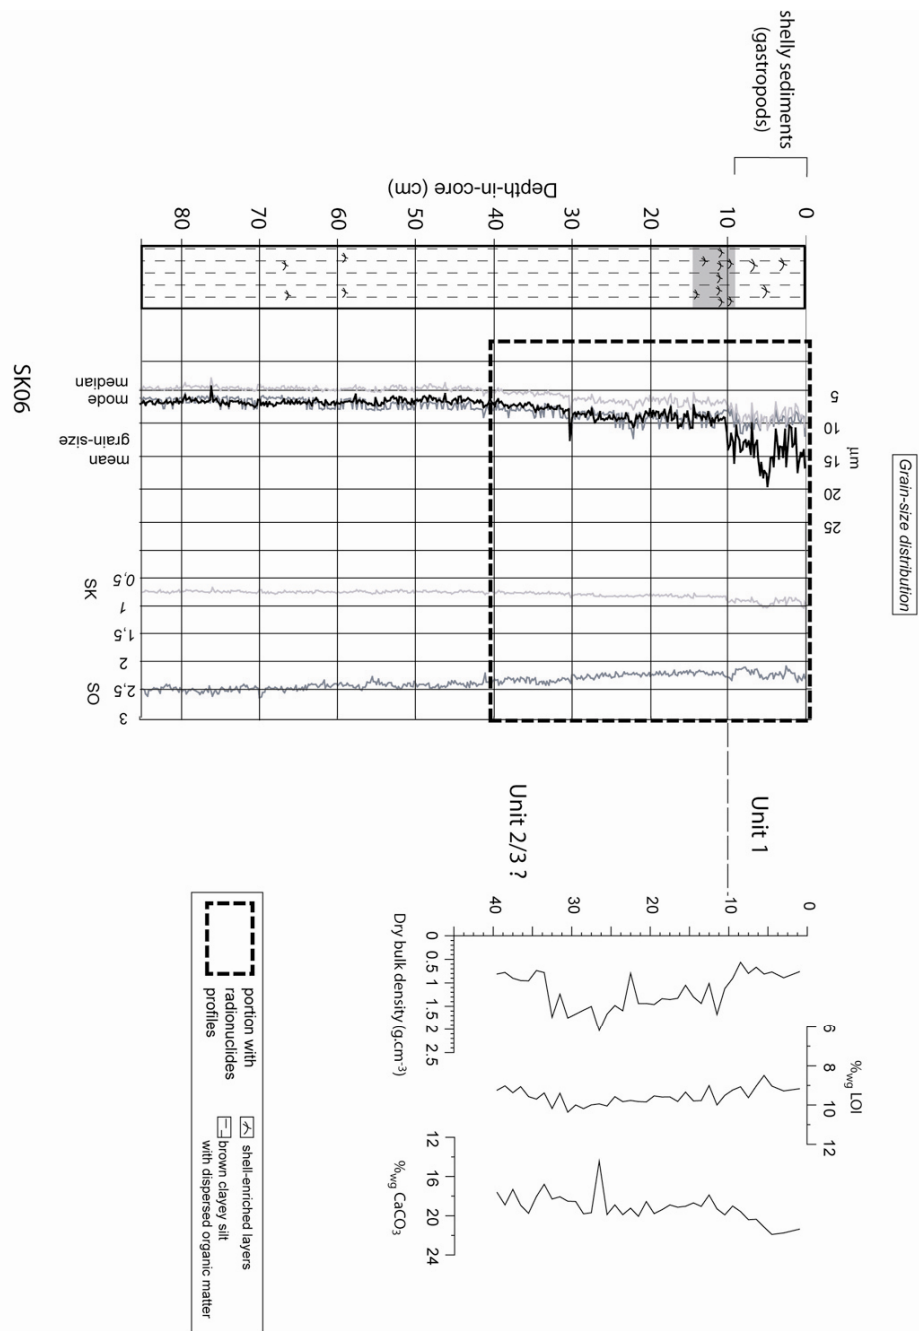 shelly sediments
(gastropods)
Depth-in-core (cm)
80
70
60
50
40
30
20
10
0
SK06
median
mode
mean
grain-size
5
10
15
20
25
µm
Grain-size distribution
SK
0,5
1
1,5
OS
2
2,5
3
Unit 1
Unit 2/3 ?
40
30
20
-10
0
Dry bulk density (g.cm-3)
0
0.5
1
1.5
2
2.5
%wg LOI
6
8
10
12
%wg CaCO3
12
16
20
24
portion with
radionuclides
profiles
shell-enriched layers
brown clayey silt
with dispersed organic matter